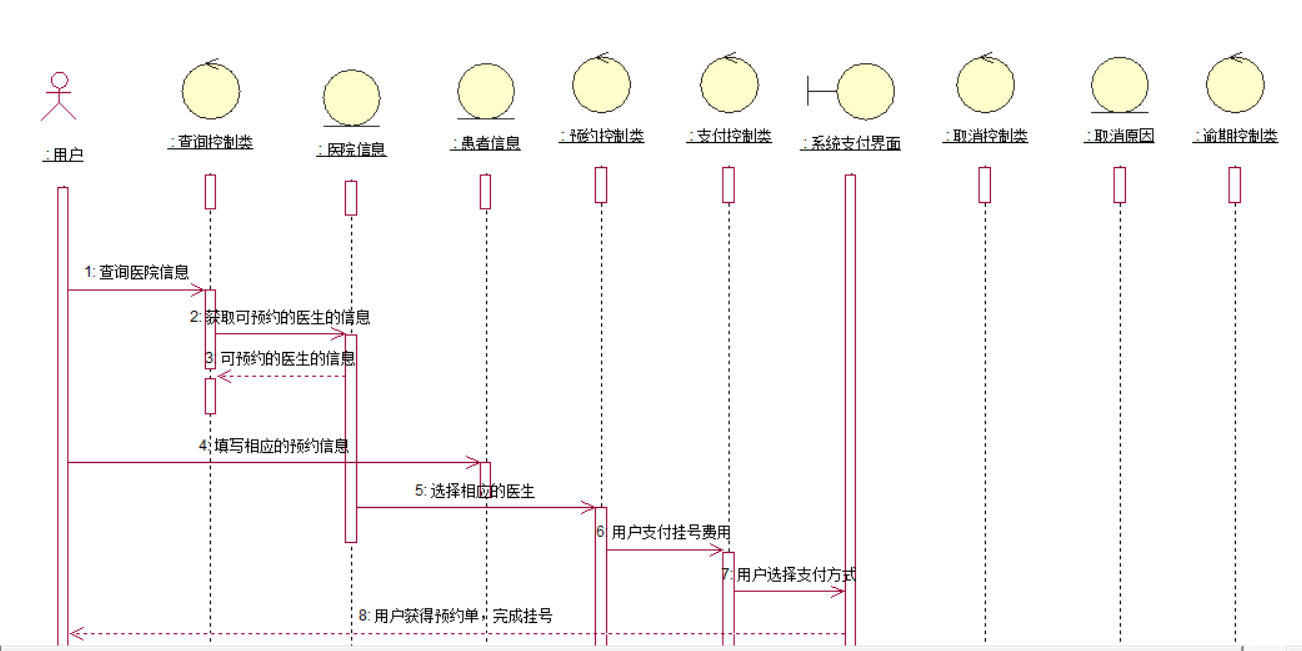 : 用户
: 查询控制类
: 医院信息
: 患者信息
: 预约控制类
: 支付控制类
: 系统支付界面
: 取消控制类
: 取消原因
: 逾期控制类
1: 查询医院信息
2: 获取可预约的医生的信息
3: 可预约的医生的信息
4: 填写相应的预约信息
5: 选择相应的医生
6: 用户支付挂号费用
7: 用户选择支付方式
8: 用户获得预约单，完成挂号